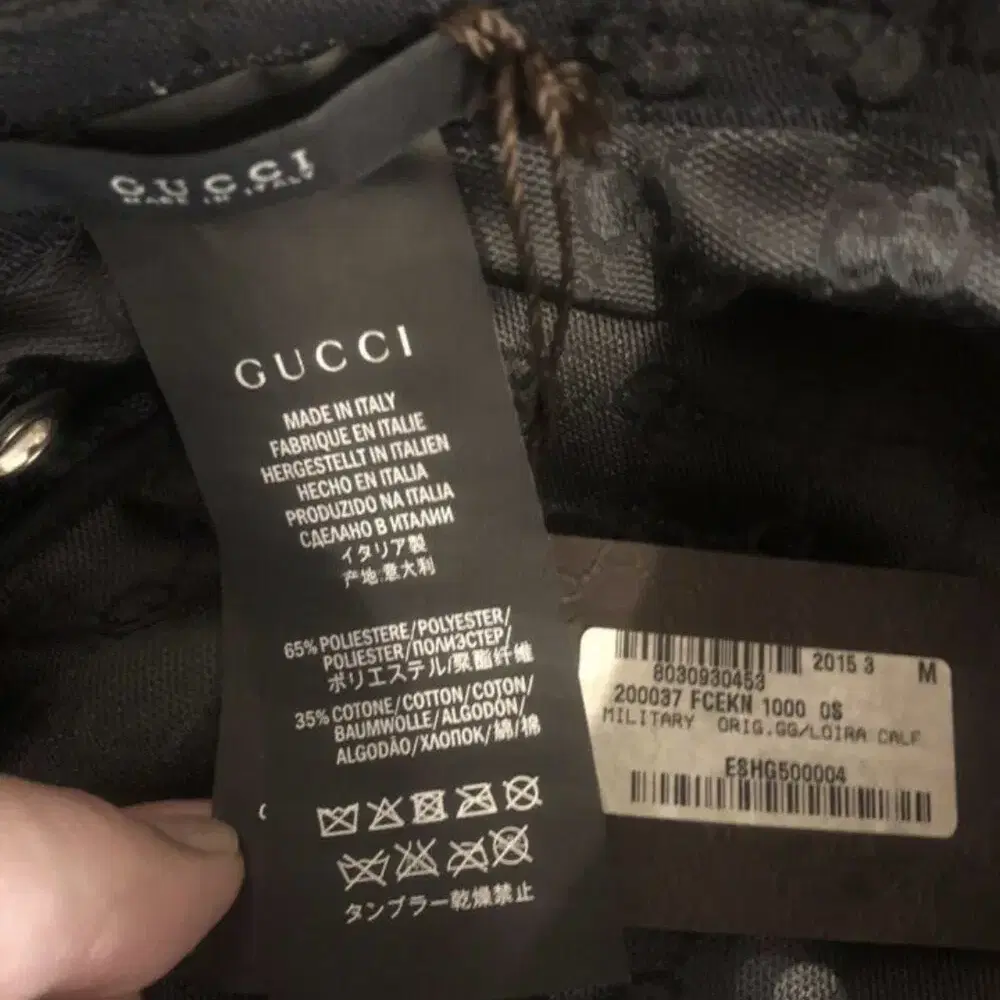 GUCCI
MADE IN ITALY
GUCCI
MADE IN ITALY
FABRIQUE EN ITALIE
HERGESTELLT IN ITALIEN
HECHO EN ITALIA
PRODUZIDO NA ITALIA
СДЕЛАНО В ИТАЛИИ
イタリア製
产地:意大利
65% POLIESTERE/POLYESTER/
POLIESTER/ПОЛИЭСТЕР/
ポリエステル/聚酯纤维
35% COTONE/COTTON/COTON/
BAUMWOLLE/ALGODÓN/
ALGODÃO/ХЛОПОК/綿/棉
タンブラー乾燥禁止
2015 3 M
8030930453
200037 FCEKN 1000 0S
MILITARY ORIG.GG/LOIRA CALF
ESHG500004